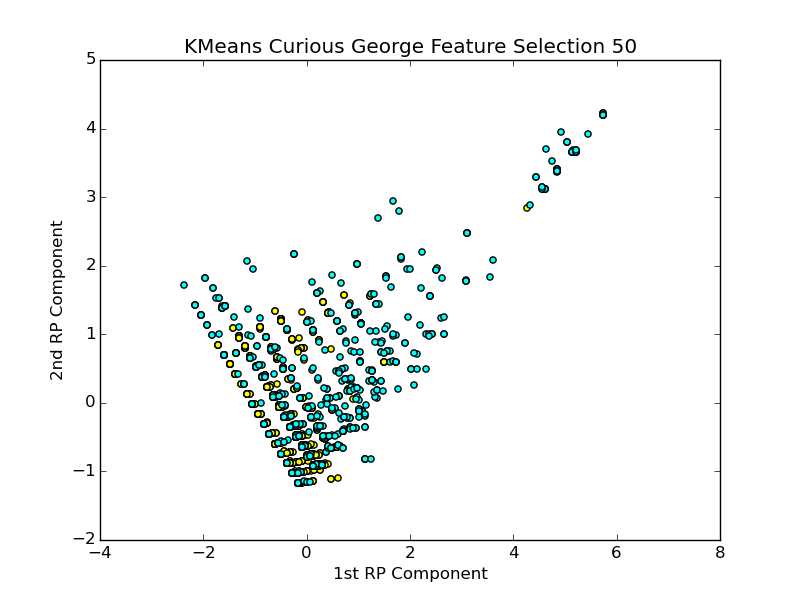 KMeans Curious George Feature Selection 50
5
4
3
2
1
0
−1
−2
2nd RP Component
−4 −2 0 2 4 6 8
1st RP Component